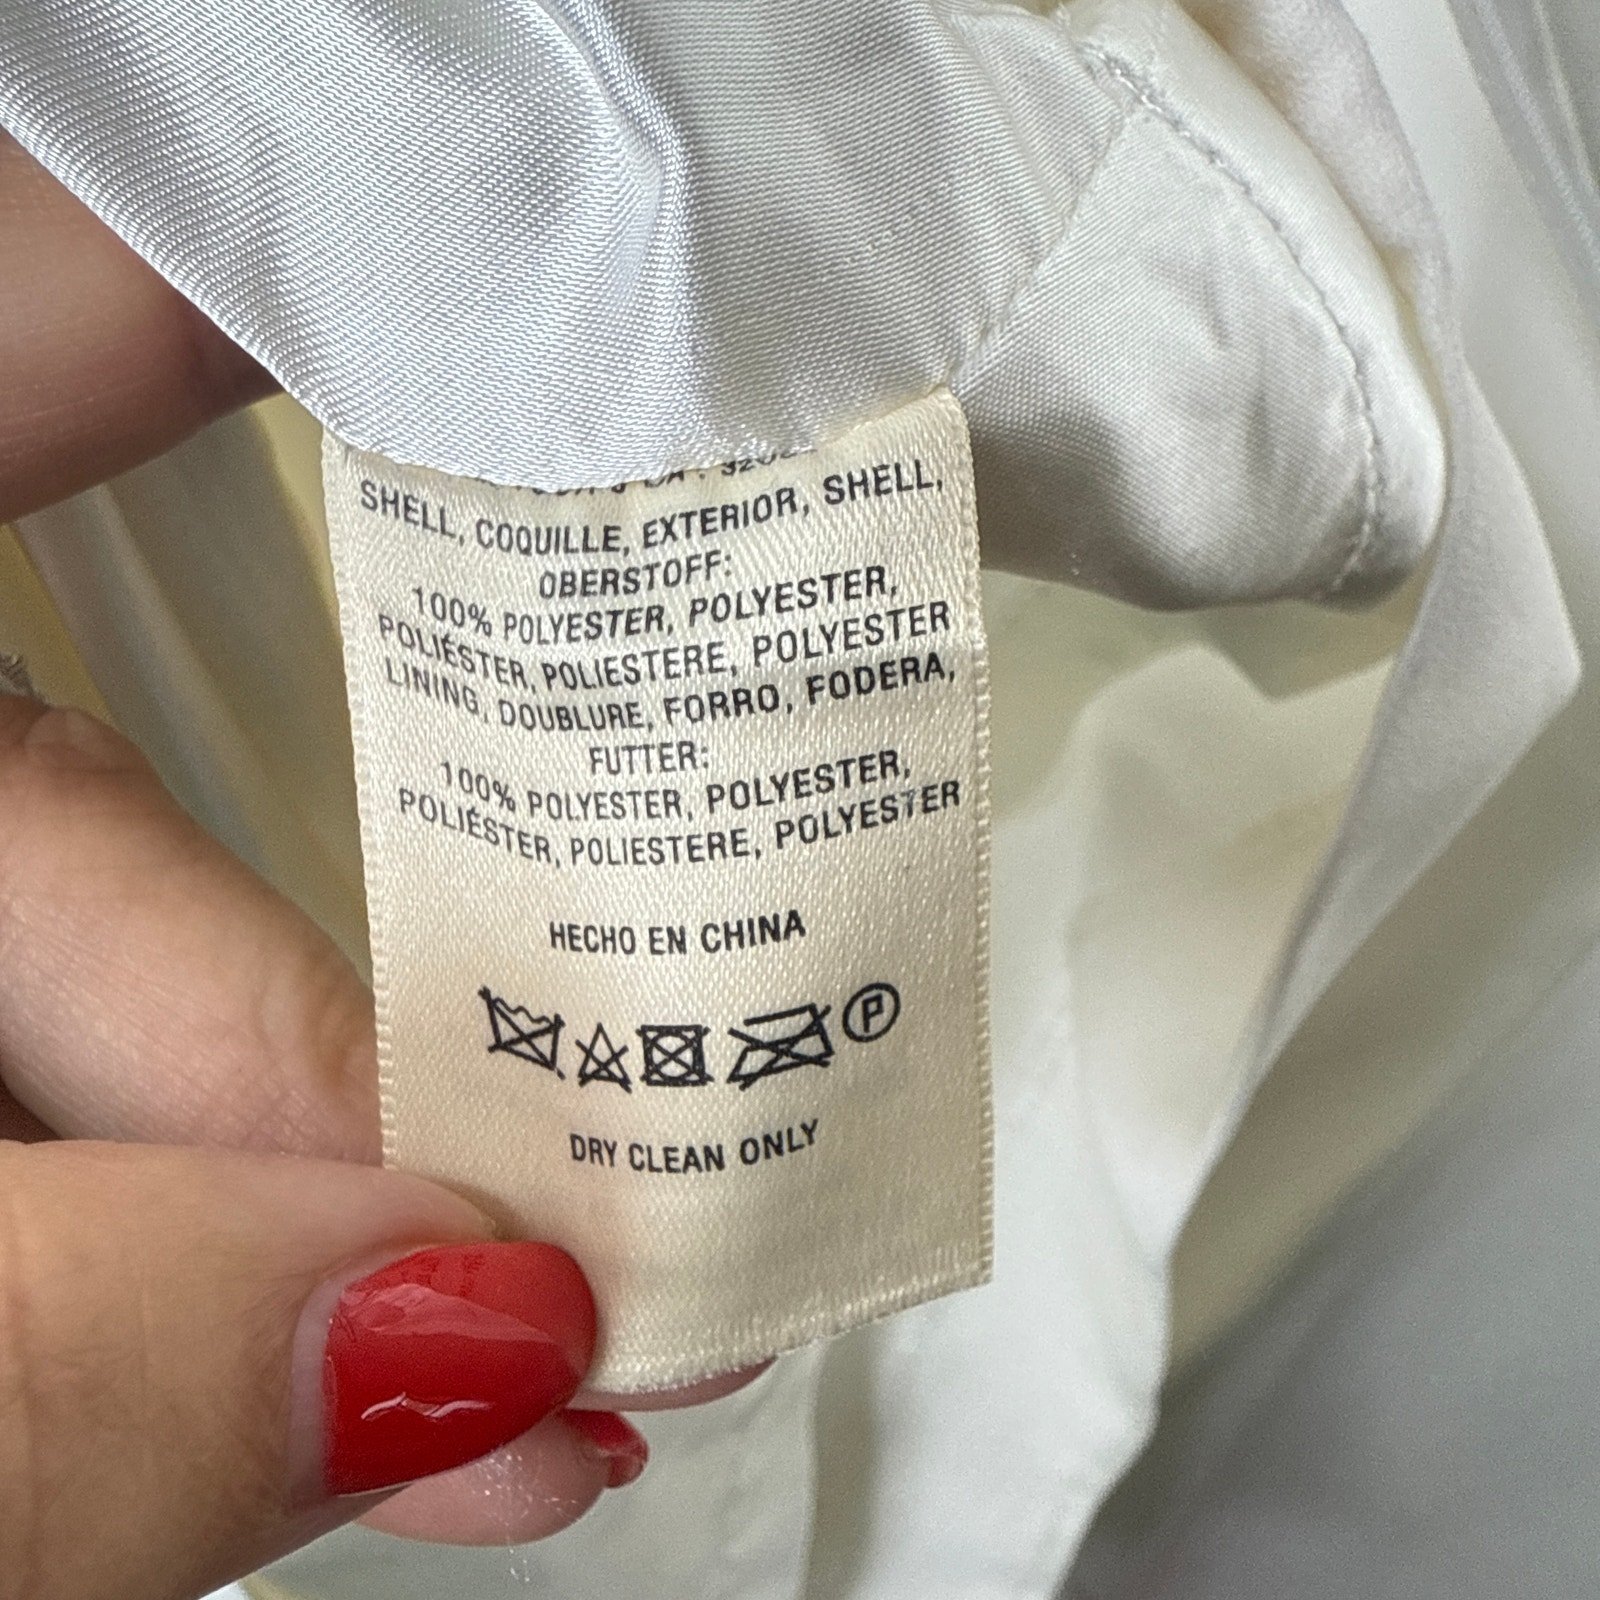 SHELL, COQUILLE, EXTERIOR, SHELL,
OBERSTOFF:
100% POLYESTER, POLYESTER,
POLIÉSTER, POLIESTERE, POLYESTER
LINING, DOUBLURE, FORRO, FODERA,
FUTTER:
100% POLYESTER, POLYESTER,
POLIÉSTER, POLIESTERE, POLYESTER
HECHO EN CHINA
P
DRY CLEAN ONLY